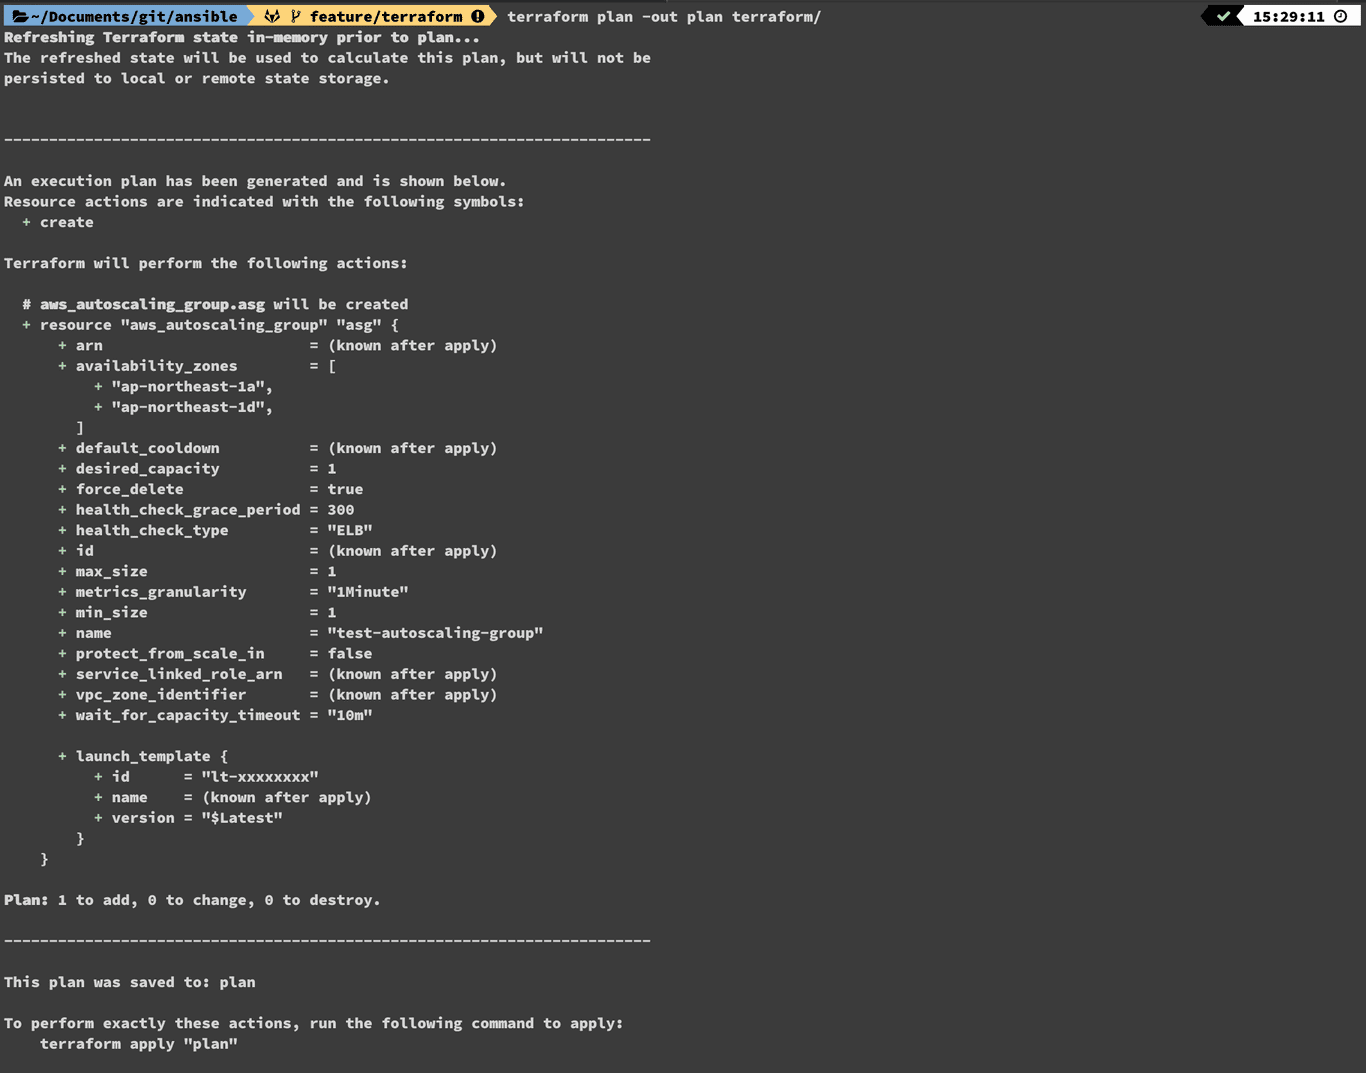 ~/Documents/git/ansible feature/terraform terraform plan -out plan terraform/ 15:29:11
Refreshing Terraform state in-memory prior to plan...
The refreshed state will be used to calculate this plan, but will not be
persisted to local or remote state storage.
------------------------------------------------------------------------
An execution plan has been generated and is shown below.
Resource actions are indicated with the following symbols:
  + create
Terraform will perform the following actions:
  # aws_autoscaling_group.asg will be created
  + resource "aws_autoscaling_group" "asg" {
      + arn                       = (known after apply)
      + availability_zones        = [
          + "ap-northeast-1a",
          + "ap-northeast-1d",
        ]
      + default_cooldown          = (known after apply)
      + desired_capacity          = 1
      + force_delete              = true
      + health_check_grace_period = 300
      + health_check_type         = "ELB"
      + id                        = (known after apply)
      + max_size                  = 1
      + metrics_granularity       = "1Minute"
      + min_size                  = 1
      + name                      = "test-autoscaling-group"
      + protect_from_scale_in     = false
      + service_linked_role_arn   = (known after apply)
      + vpc_zone_identifier       = (known after apply)
      + wait_for_capacity_timeout = "10m"
      + launch_template {
          + id      = "lt-xxxxxxxx"
          + name    = (known after apply)
          + version = "$Latest"
        }
    }
Plan: 1 to add, 0 to change, 0 to destroy.
------------------------------------------------------------------------
This plan was saved to: plan
To perform exactly these actions, run the following command to apply:
    terraform apply "plan"